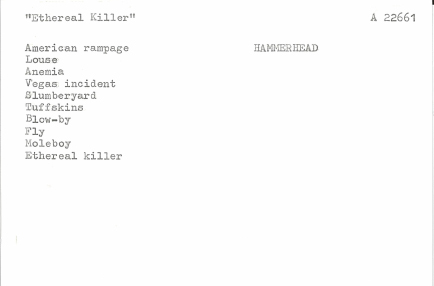 "Ethereal Killer" A 22661
American rampage HAMMERHEAD
Louse
Anemia
Vegas incident
Slumberyard
Tuffskins
Blow-by
Fly
Moleboy
Ethereal killer